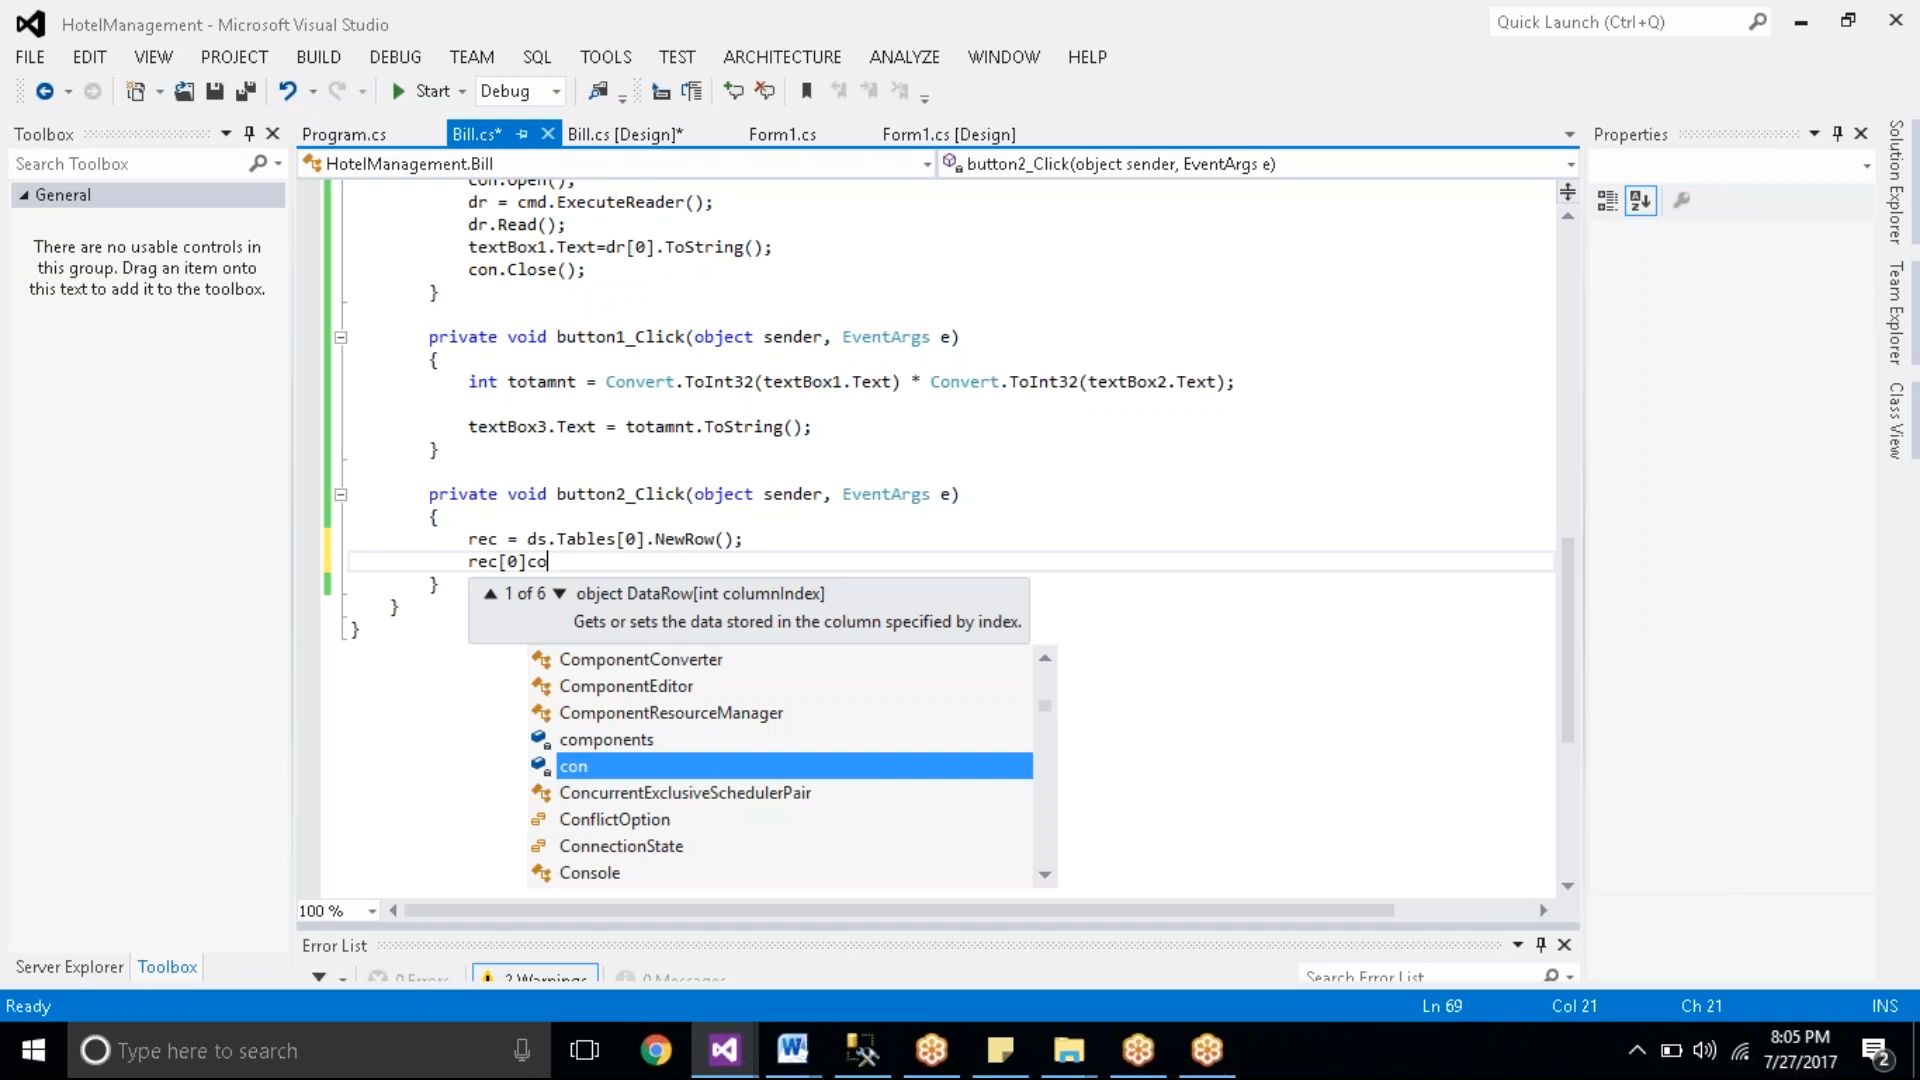 HotelManagement - Microsoft Visual Studio
Quick Launch (Ctrl+Q)
FILE EDIT VIEW PROJECT BUILD DEBUG TEAM SQL TOOLS TEST ARCHITECTURE ANALYZE WINDOW HELP
Start Debug
Toolbox
Search Toolbox
General
There are no usable controls in
this group. Drag an item onto
this text to add it to the toolbox.
Server Explorer Toolbox
Program.cs Bill.cs* Bill.cs [Design]* Form1.cs Form1.cs [Design]
HotelManagement.Bill button2_Click(object sender, EventArgs e)
con.Open();
dr = cmd.ExecuteReader();
dr.Read();
textBox1.Text=dr[0].ToString();
con.Close();
}
private void button1_Click(object sender, EventArgs e)
{
int totamnt = Convert.ToInt32(textBox1.Text) * Convert.ToInt32(textBox2.Text);
textBox3.Text = totamnt.ToString();
}
private void button2_Click(object sender, EventArgs e)
{
rec = ds.Tables[0].NewRow();
rec[0]co
}
}
}
▲ 1 of 6 ▼ object DataRow[int columnIndex]
Gets or sets the data stored in the column specified by index.
ComponentConverter
ComponentEditor
ComponentResourceManager
components
con
ConcurrentExclusiveSchedulerPair
ConflictOption
ConnectionState
Console
100 %
Error List
0 Errors 2 Warnings 0 Messages Search Error List
Properties
Solution Explorer
Team Explorer
Class View
Ready Ln 69 Col 21 Ch 21 INS
Type here to search
8:05 PM
7/27/2017
2